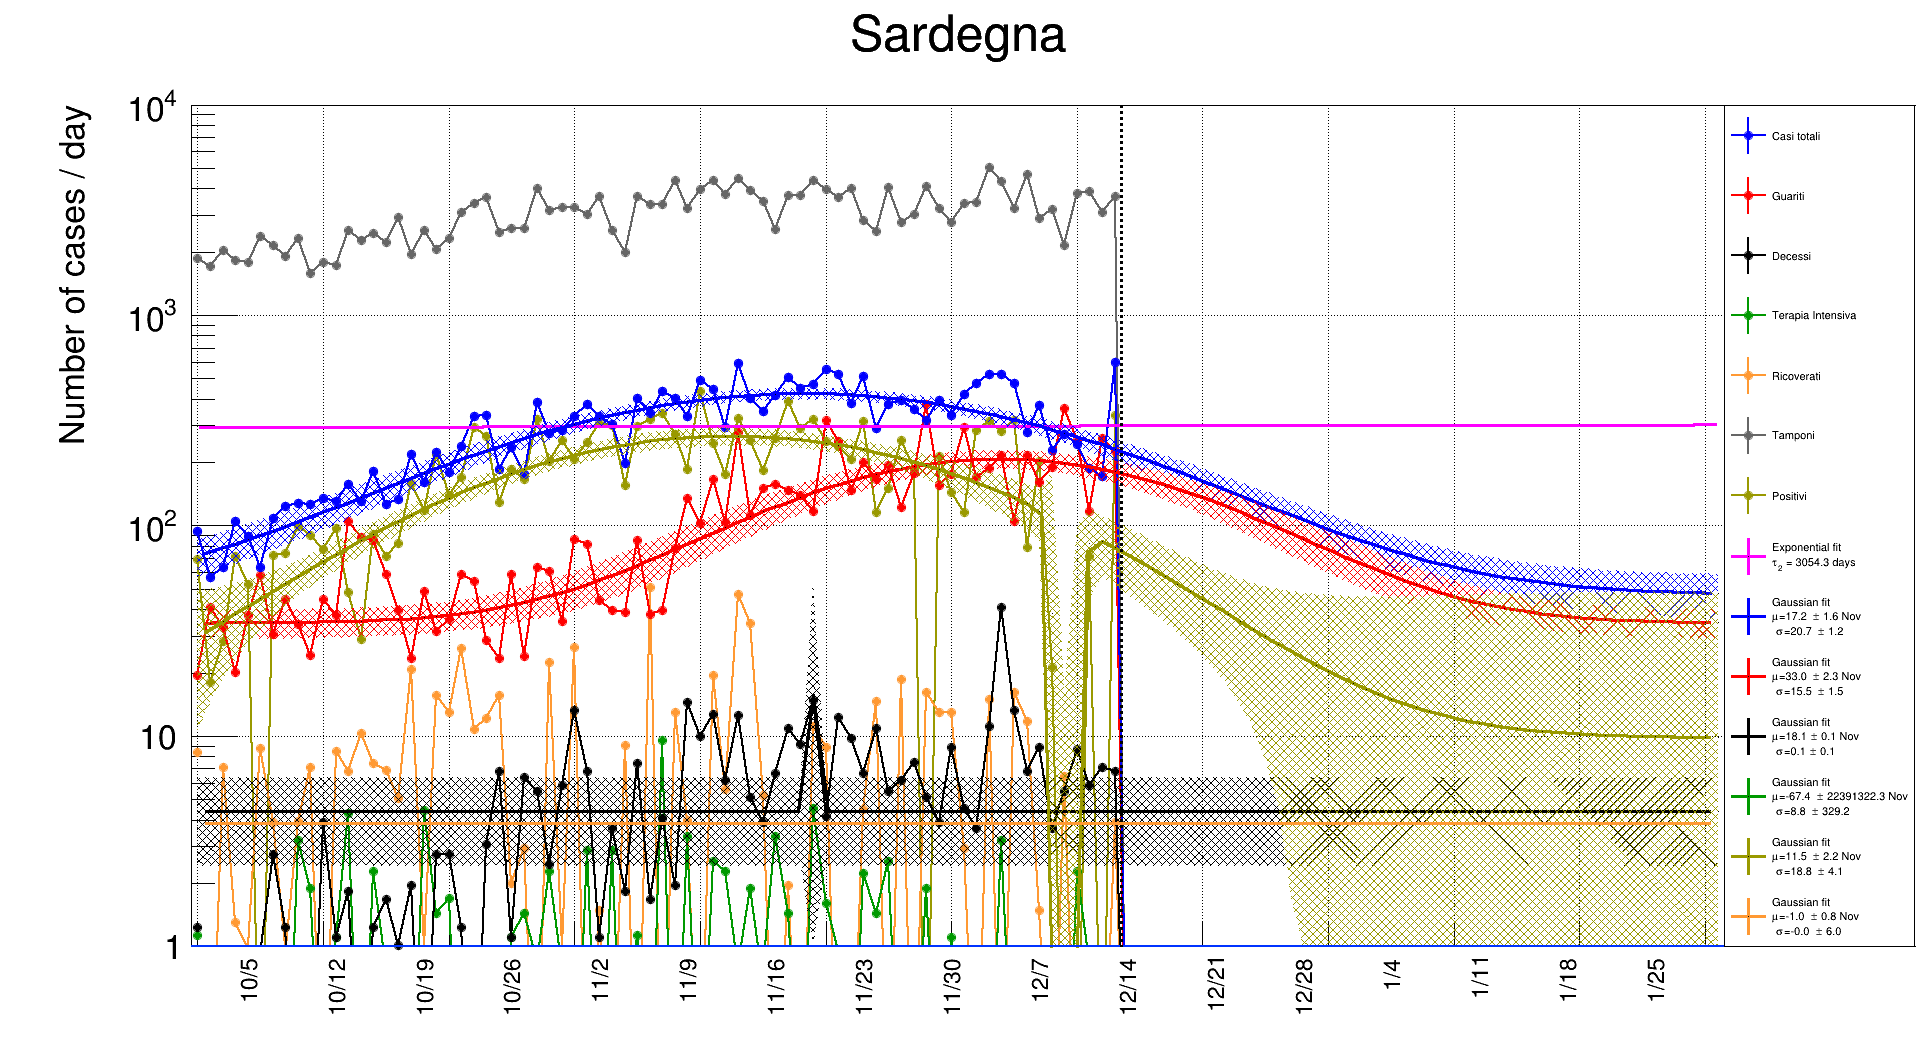 Sardegna
Number of cases / day
10⁴
10³
10²
10
1
10/5
10/12
10/19
10/26
11/2
11/9
11/16
11/23
11/30
12/7
12/14
12/21
12/28
1/4
1/11
1/18
1/25
Casi totali
Guariti
Decessi
Terapia Intensiva
Ricoverati
Tamponi
Positivi
Exponential fit
τ₂ = 3054.3 days
Gaussian fit
μ=17.2 ± 1.6 Nov
σ=20.7 ± 1.2
Gaussian fit
μ=33.0 ± 2.3 Nov
σ=15.5 ± 1.5
Gaussian fit
μ=18.1 ± 0.1 Nov
σ=0.1 ± 0.1
Gaussian fit
μ=-67.4 ± 22391322.3 Nov
σ=8.8 ± 329.2
Gaussian fit
μ=11.5 ± 2.2 Nov
σ=18.8 ± 4.1
Gaussian fit
μ=-1.0 ± 0.8 Nov
σ=-0.0 ± 6.0